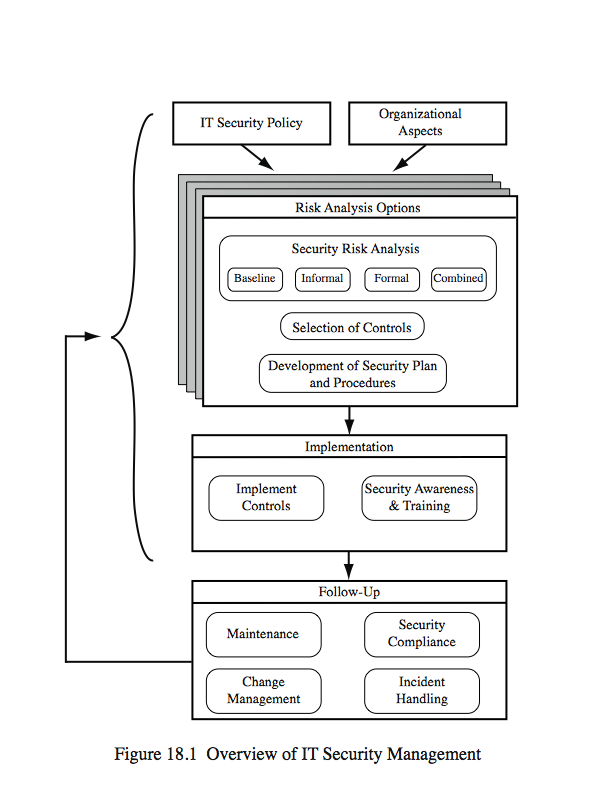 IT Security Policy
Organizational
Aspects
Risk Analysis Options
Security Risk Analysis
Baseline
Informal
Formal
Combined
Selection of Controls
Development of Security Plan
and Procedures
Implementation
Implement
Controls
Security Awareness
& Training
Follow-Up
Maintenance
Security
Compliance
Change
Management
Incident
Handling
Figure 18.1 Overview of IT Security Management